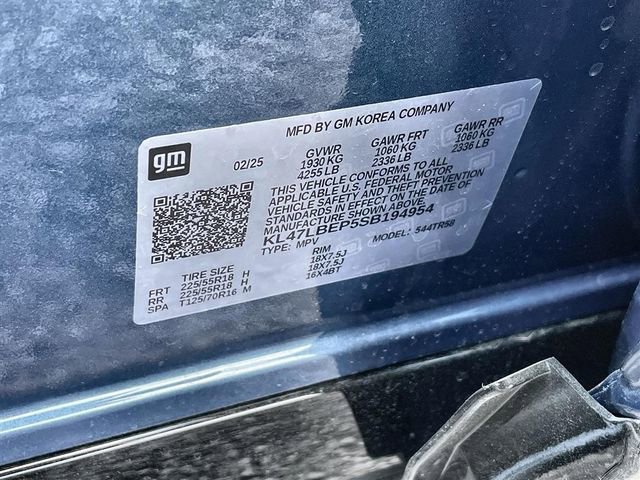 MFD BY GM KOREA COMPANY
gm
02/25
GVWR GAWR FRT GAWR RR
1930 KG 1060 KG 1060 KG
4255 LB 2336 LB 2336 LB
THIS VEHICLE CONFORMS TO ALL
APPLICABLE U.S. FEDERAL MOTOR
VEHICLE SAFETY AND THEFT PREVENTION
STANDARDS IN EFFECT ON THE DATE OF
MANUFACTURE SHOWN ABOVE.
KL47LBEP5SB194954
TYPE: MPV MODEL: 544TR58
TIRE SIZE RIM
FRT 225/55R18 H 18X7.5J
RR 225/55R18 H 18X7.5J
SPA T125/70R16 M 16X4BT